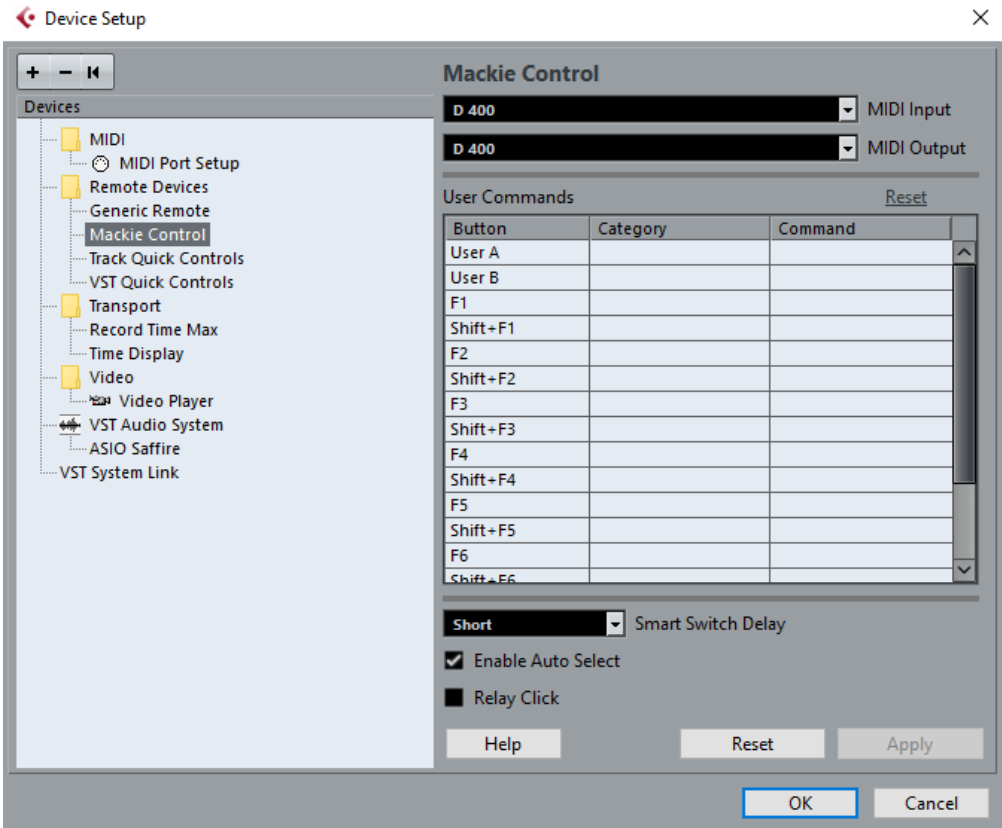 Device Setup
+ –
Devices
MIDI
MIDI Port Setup
Remote Devices
Generic Remote
Mackie Control
Track Quick Controls
VST Quick Controls
Transport
Record Time Max
Time Display
Video
Video Player
VST Audio System
ASIO Saffire
VST System Link
Mackie Control
D 400 MIDI Input
D 400 MIDI Output
User Commands Reset
Button Category Command
User A
User B
F1
Shift+F1
F2
Shift+F2
F3
Shift+F3
F4
Shift+F4
F5
Shift+F5
F6
Shift+F6
Short Smart Switch Delay
Enable Auto Select
Relay Click
Help Reset Apply
OK Cancel